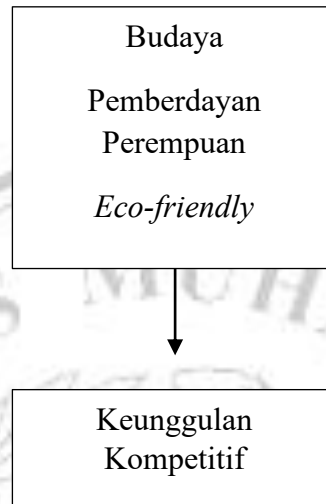 Budaya
Pemberdayan
Perempuan
Eco-friendly
Keunggulan
Kompetitif